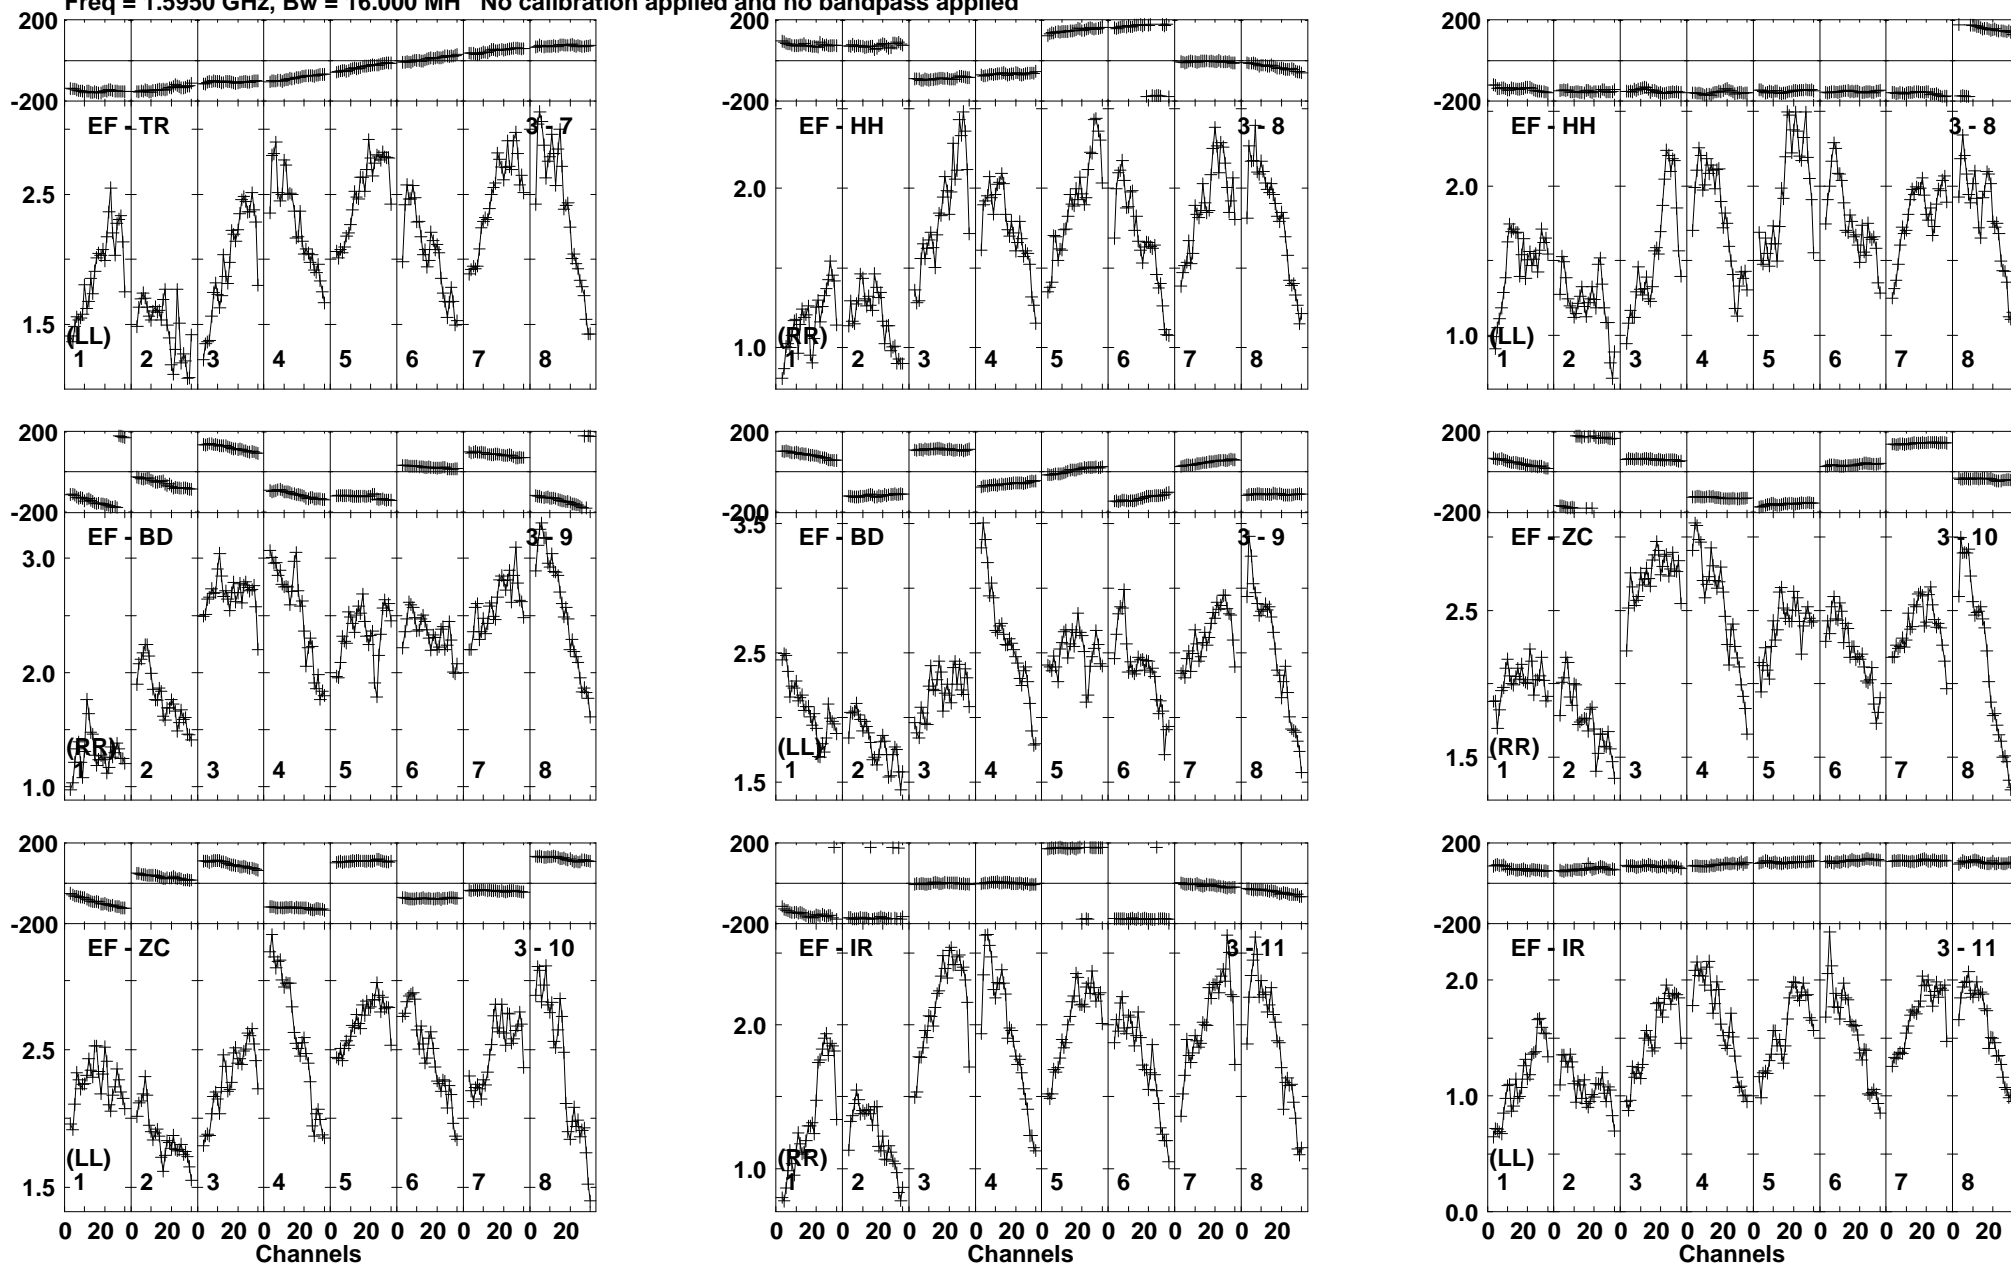 Freq = 1.5950 GHz, Bw = 16.000 MH No calibration applied and no bandpass applied
200
-200
EF - TR
3 - 7
2.5
1.5
(LL)
1 2 3 4 5 6 7 8
200
-200
EF - HH
3 - 8
2.0
1.0
(RR)
1 2 3 4 5 6 7 8
200
-200
EF - HH
3 - 8
2.0
1.0
(LL)
1 2 3 4 5 6 7 8
200
-200
EF - BD
3 - 9
3.0
2.0
1.0
(RR)
1 2 3 4 5 6 7 8
200
-200
3.5
EF - BD
3 - 9
2.5
1.5
(LL)
1 2 3 4 5 6 7 8
200
-200
EF - ZC
3 - 10
2.5
1.5
(RR)
1 2 3 4 5 6 7 8
200
-200
EF - ZC
3 - 10
2.5
1.5
(LL)
1 2 3 4 5 6 7 8
0 20 0 20 0 20 0 20 0 20 0 20 0 20 0 20
Channels
200
-200
EF - IR
3 - 11
2.0
1.0
(RR)
1 2 3 4 5 6 7 8
0 20 0 20 0 20 0 20 0 20 0 20 0 20 0 20
Channels
200
-200
EF - IR
3 - 11
2.0
1.0
0.0
(LL)
1 2 3 4 5 6 7 8
0 20 0 20 0 20 0 20 0 20 0 20 0 20 0 20
Channels